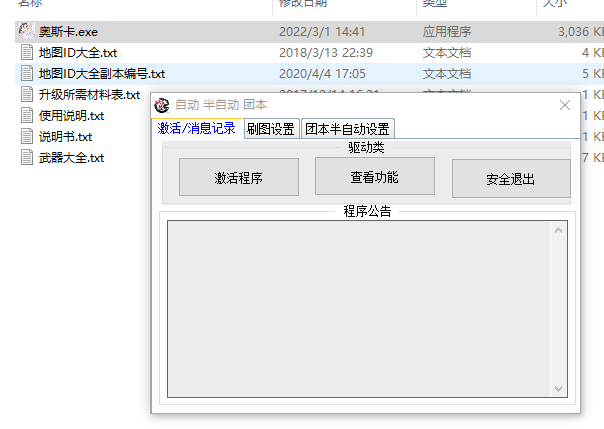 名称 修改日期 类型 大小
奥斯卡.exe 2022/3/1 14:41 应用程序 3,036 KB
地图ID大全.txt 2018/3/13 22:39 文本文档 4 KB
地图ID大全副本编号.txt 2020/4/4 17:05 文本文档 5 KB
升级所需材料表.txt 1 KB
使用说明.txt 1 KB
说明书.txt 1 KB
武器大全.txt 7 KB
自动 半自动 团本
激活/消息记录 刷图设置 团本半自动设置
驱动类
激活程序 查看功能 安全退出
程序公告